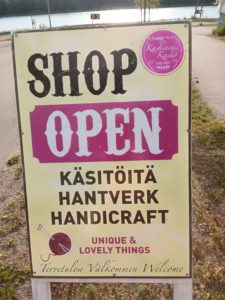 SHOP
OPEN
KÄSITÖITÄ
HANTVERK
HANDICRAFT
UNIQUE &
LOVELY THINGS
Tervetuloa Välkommen Welcome